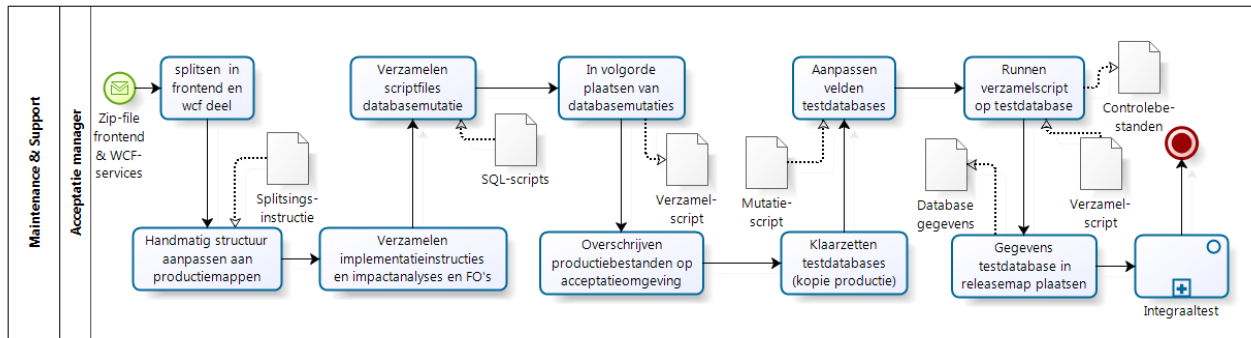 Maintenance & Support
Acceptatie manager
Zip-file
frontend
& WCF-
services
splitsen in
frontend en
wcf deel
Splitsings-
instructie
Handmatig structuur
aanpassen aan
productiemappen
Verzamelen
implementatieinstructies
en impactanalyses en FO's
Verzamelen
scriptfiles
databasemutatie
SQL-scripts
In volgorde
plaatsen van
databasemutaties
Verzamel-
script
Overschrijven
productiebestanden op
acceptatieomgeving
Klaarzetten
testdatabases
(kopie productie)
Mutatie-
script
Aanpassen
velden
testdatabases
Runnen
verzamelscript
op testdatabase
Controlebe-
standen
Verzamel-
script
Database
gegevens
Gegevens
testdatabase in
releasemap plaatsen
Integraaltest